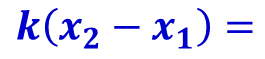 k(x₂ − x₁) =